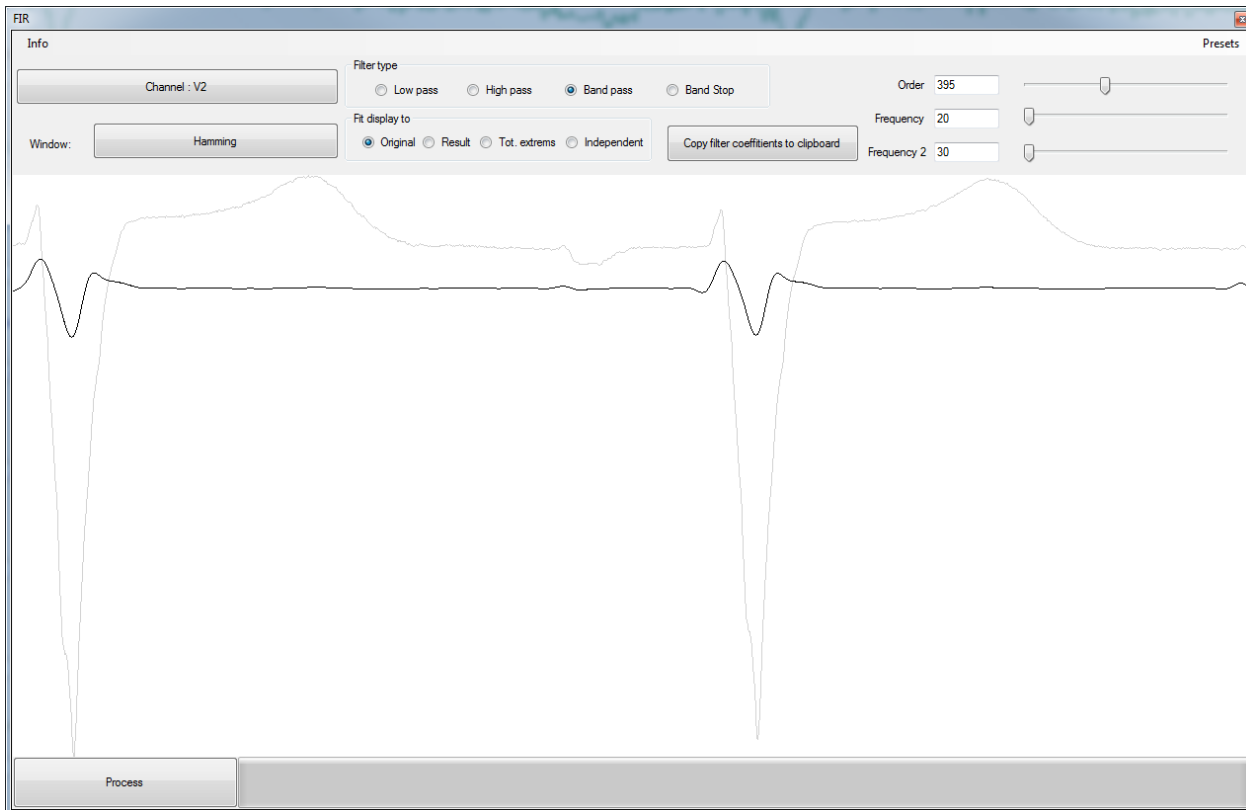 FIR
Info Presets
Channel : V2
Filter type
Low pass High pass Band pass Band Stop
Order 395
Frequency 20
Frequency 2 30
Window: Hamming
Fit display to
Original Result Tot. extrems Independent
Copy filter coeffitients to clipboard
Process